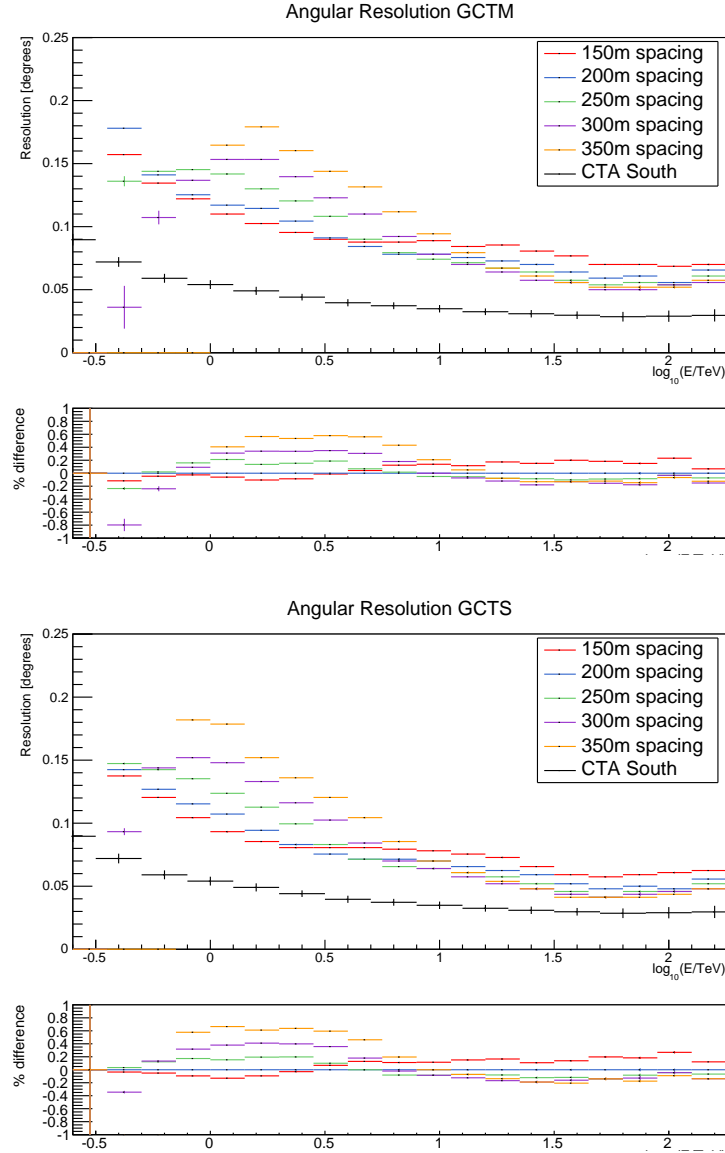 Angular Resolution GCTM
Resolution [degrees]
0.25
0.2
0.15
0.1
0.05
0
150m spacing
200m spacing
250m spacing
300m spacing
350m spacing
CTA South
-0.5 0 0.5 1 1.5 2
log10(E/TeV)
% difference
1
0.8
0.6
0.4
0.2
0
-0.2
-0.4
-0.6
-0.8
-1
-0.5 0 0.5 1 1.5 2
Angular Resolution GCTS
Resolution [degrees]
0.25
0.2
0.15
0.1
0.05
0
150m spacing
200m spacing
250m spacing
300m spacing
350m spacing
CTA South
-0.5 0 0.5 1 1.5 2
log10(E/TeV)
% difference
1
0.8
0.6
0.4
0.2
0
-0.2
-0.4
-0.6
-0.8
-1
-0.5 0 0.5 1 1.5 2